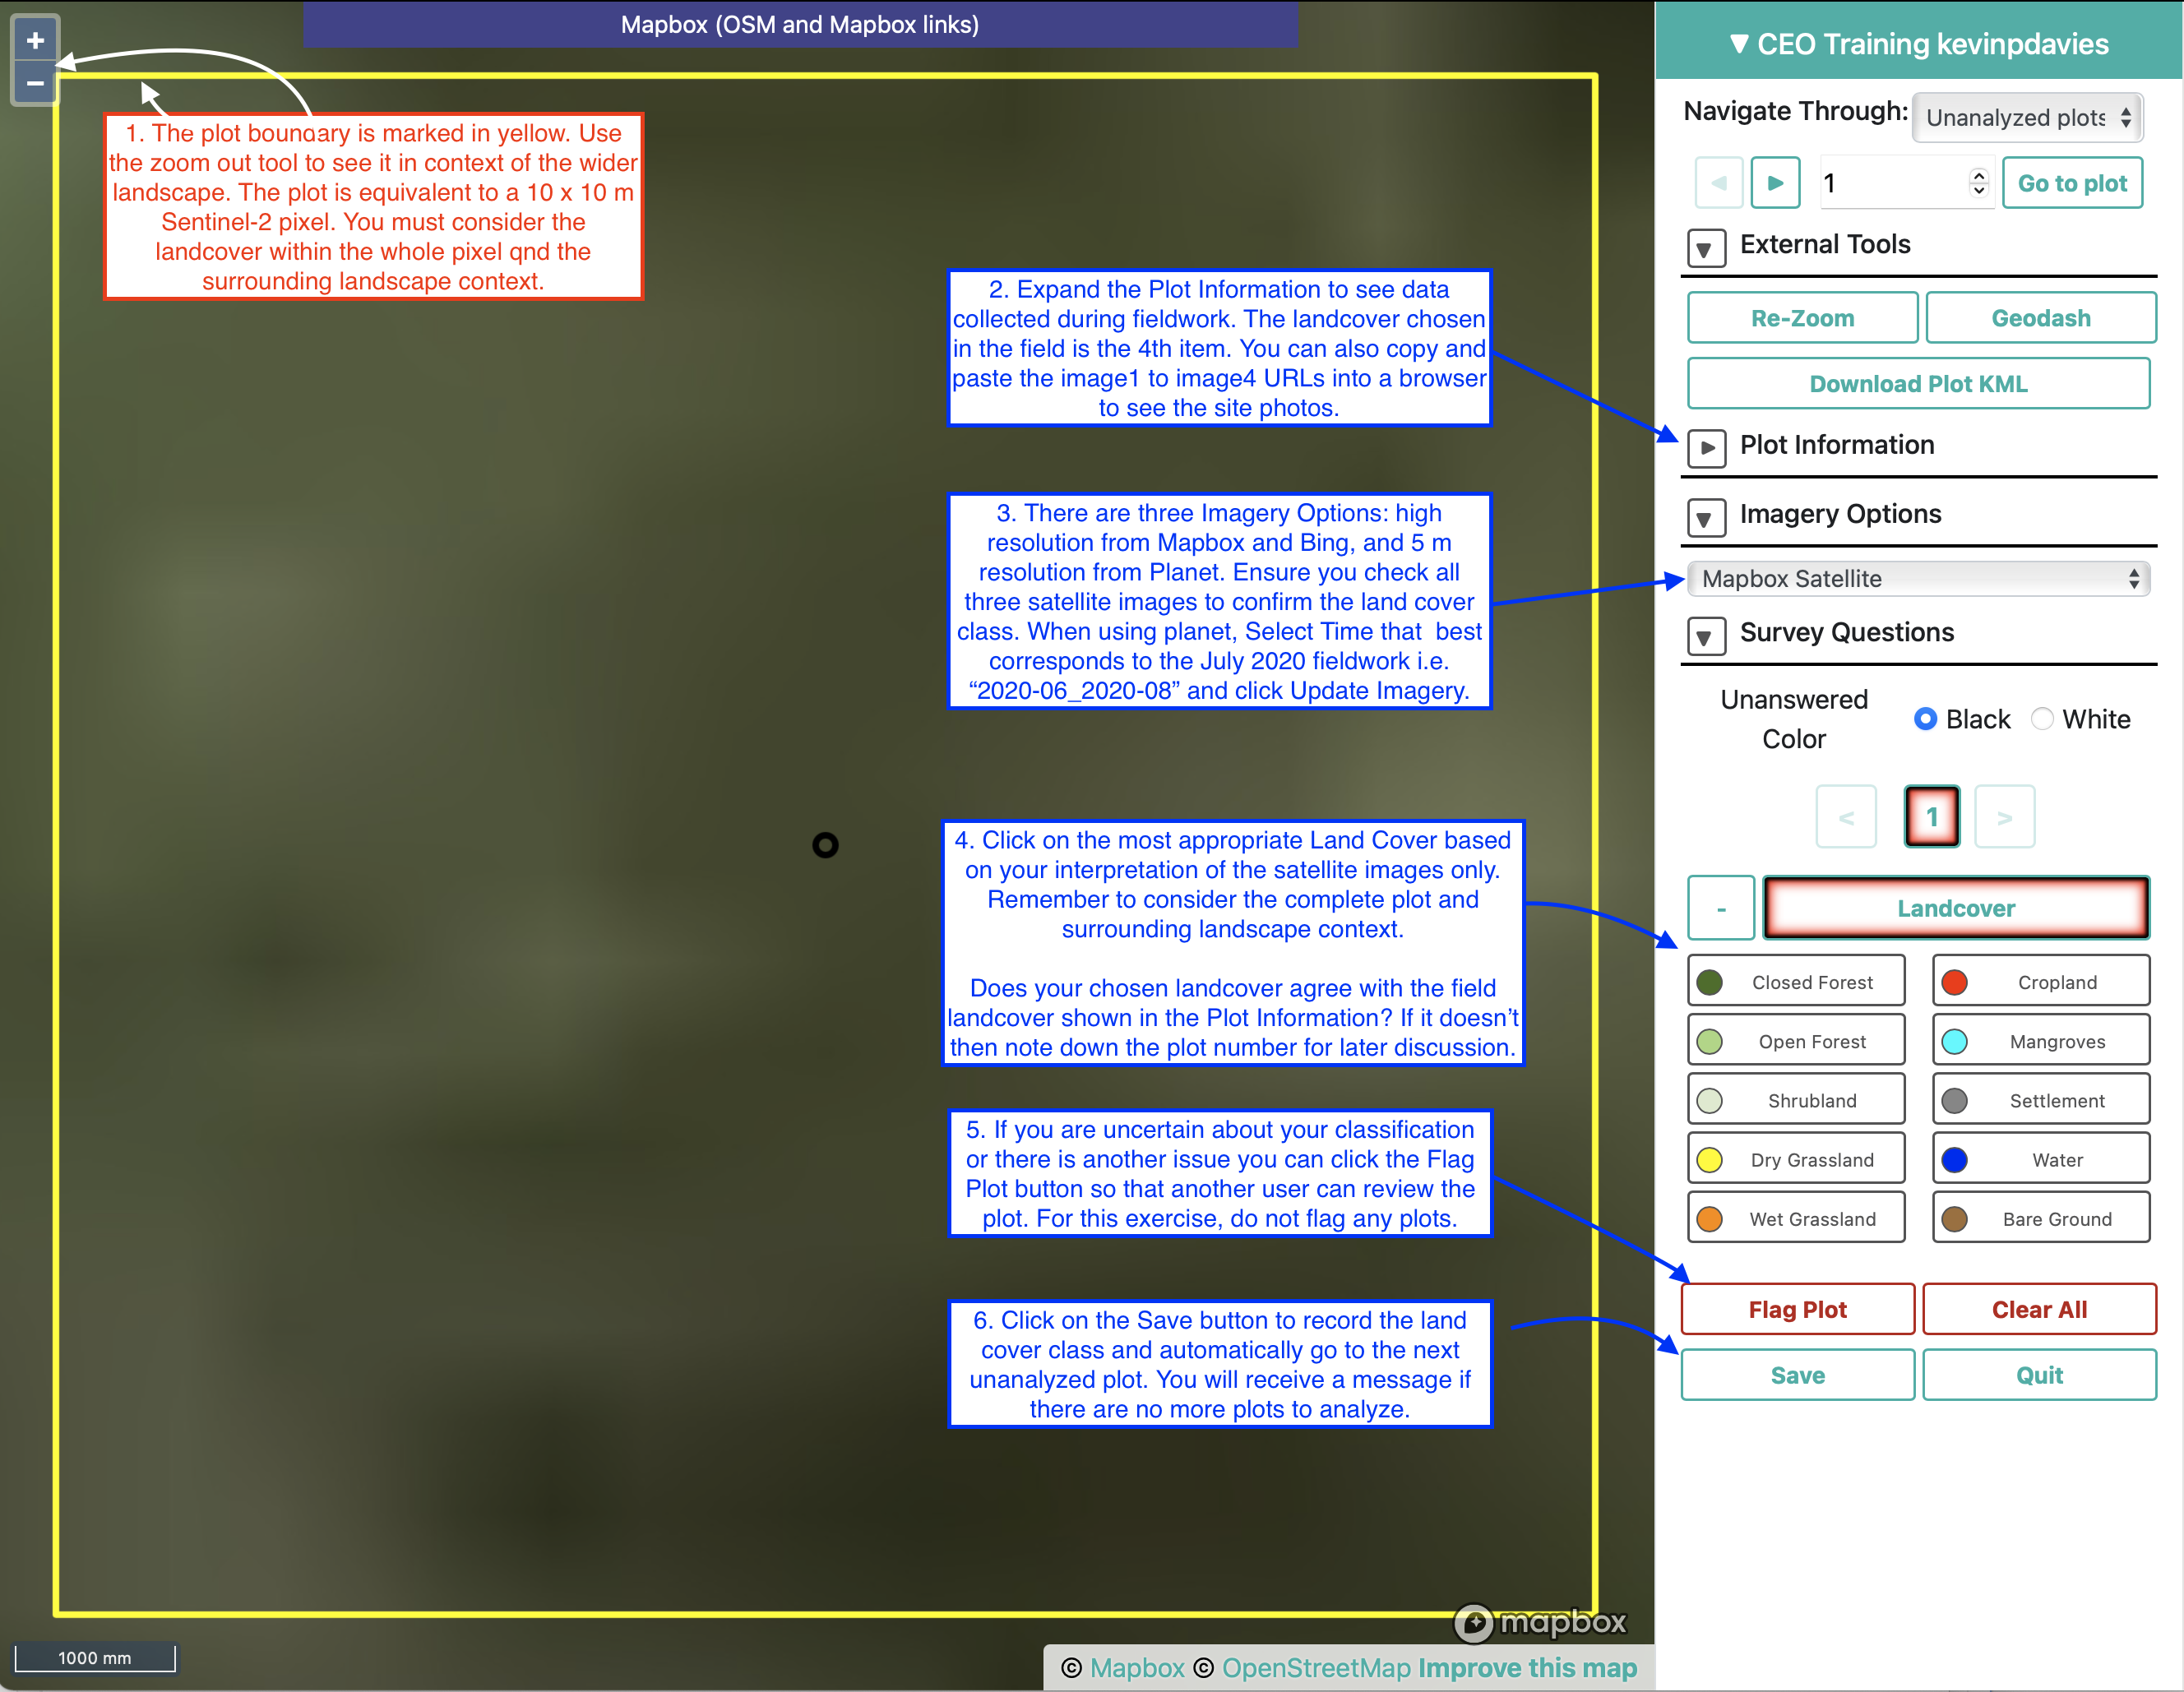 Mapbox (OSM and Mapbox links)
+
−
1. The plot boundary is marked in yellow. Use
the zoom out tool to see it in context of the wider
landscape. The plot is equivalent to a 10 x 10 m
Sentinel-2 pixel. You must consider the
landcover within the whole pixel qnd the
surrounding landscape context.
2. Expand the Plot Information to see data
collected during fieldwork. The landcover chosen
in the field is the 4th item. You can also copy and
paste the image1 to image4 URLs into a browser
to see the site photos.
3. There are three Imagery Options: high
resolution from Mapbox and Bing, and 5 m
resolution from Planet. Ensure you check all
three satellite images to confirm the land cover
class. When using planet, Select Time that  best
corresponds to the July 2020 fieldwork i.e.
“2020-06_2020-08” and click Update Imagery.
4. Click on the most appropriate Land Cover based
on your interpretation of the satellite images only.
Remember to consider the complete plot and
surrounding landscape context.
Does your chosen landcover agree with the field
landcover shown in the Plot Information? If it doesn’t
then note down the plot number for later discussion.
5. If you are uncertain about your classification
or there is another issue you can click the Flag
Plot button so that another user can review the
plot. For this exercise, do not flag any plots.
6. Click on the Save button to record the land
cover class and automatically go to the next
unanalyzed plot. You will receive a message if
there are no more plots to analyze.
1000 mm
mapbox
© Mapbox © OpenStreetMap Improve this map
▼ CEO Training kevinpdavies
Navigate Through: Unanalyzed plots
1 Go to plot
External Tools
Re-Zoom Geodash
Download Plot KML
Plot Information
Imagery Options
Mapbox Satellite
Survey Questions
Unanswered
Color
Black White
< 1 >
- Landcover
Closed Forest Cropland
Open Forest Mangroves
Shrubland Settlement
Dry Grassland Water
Wet Grassland Bare Ground
Flag Plot Clear All
Save Quit